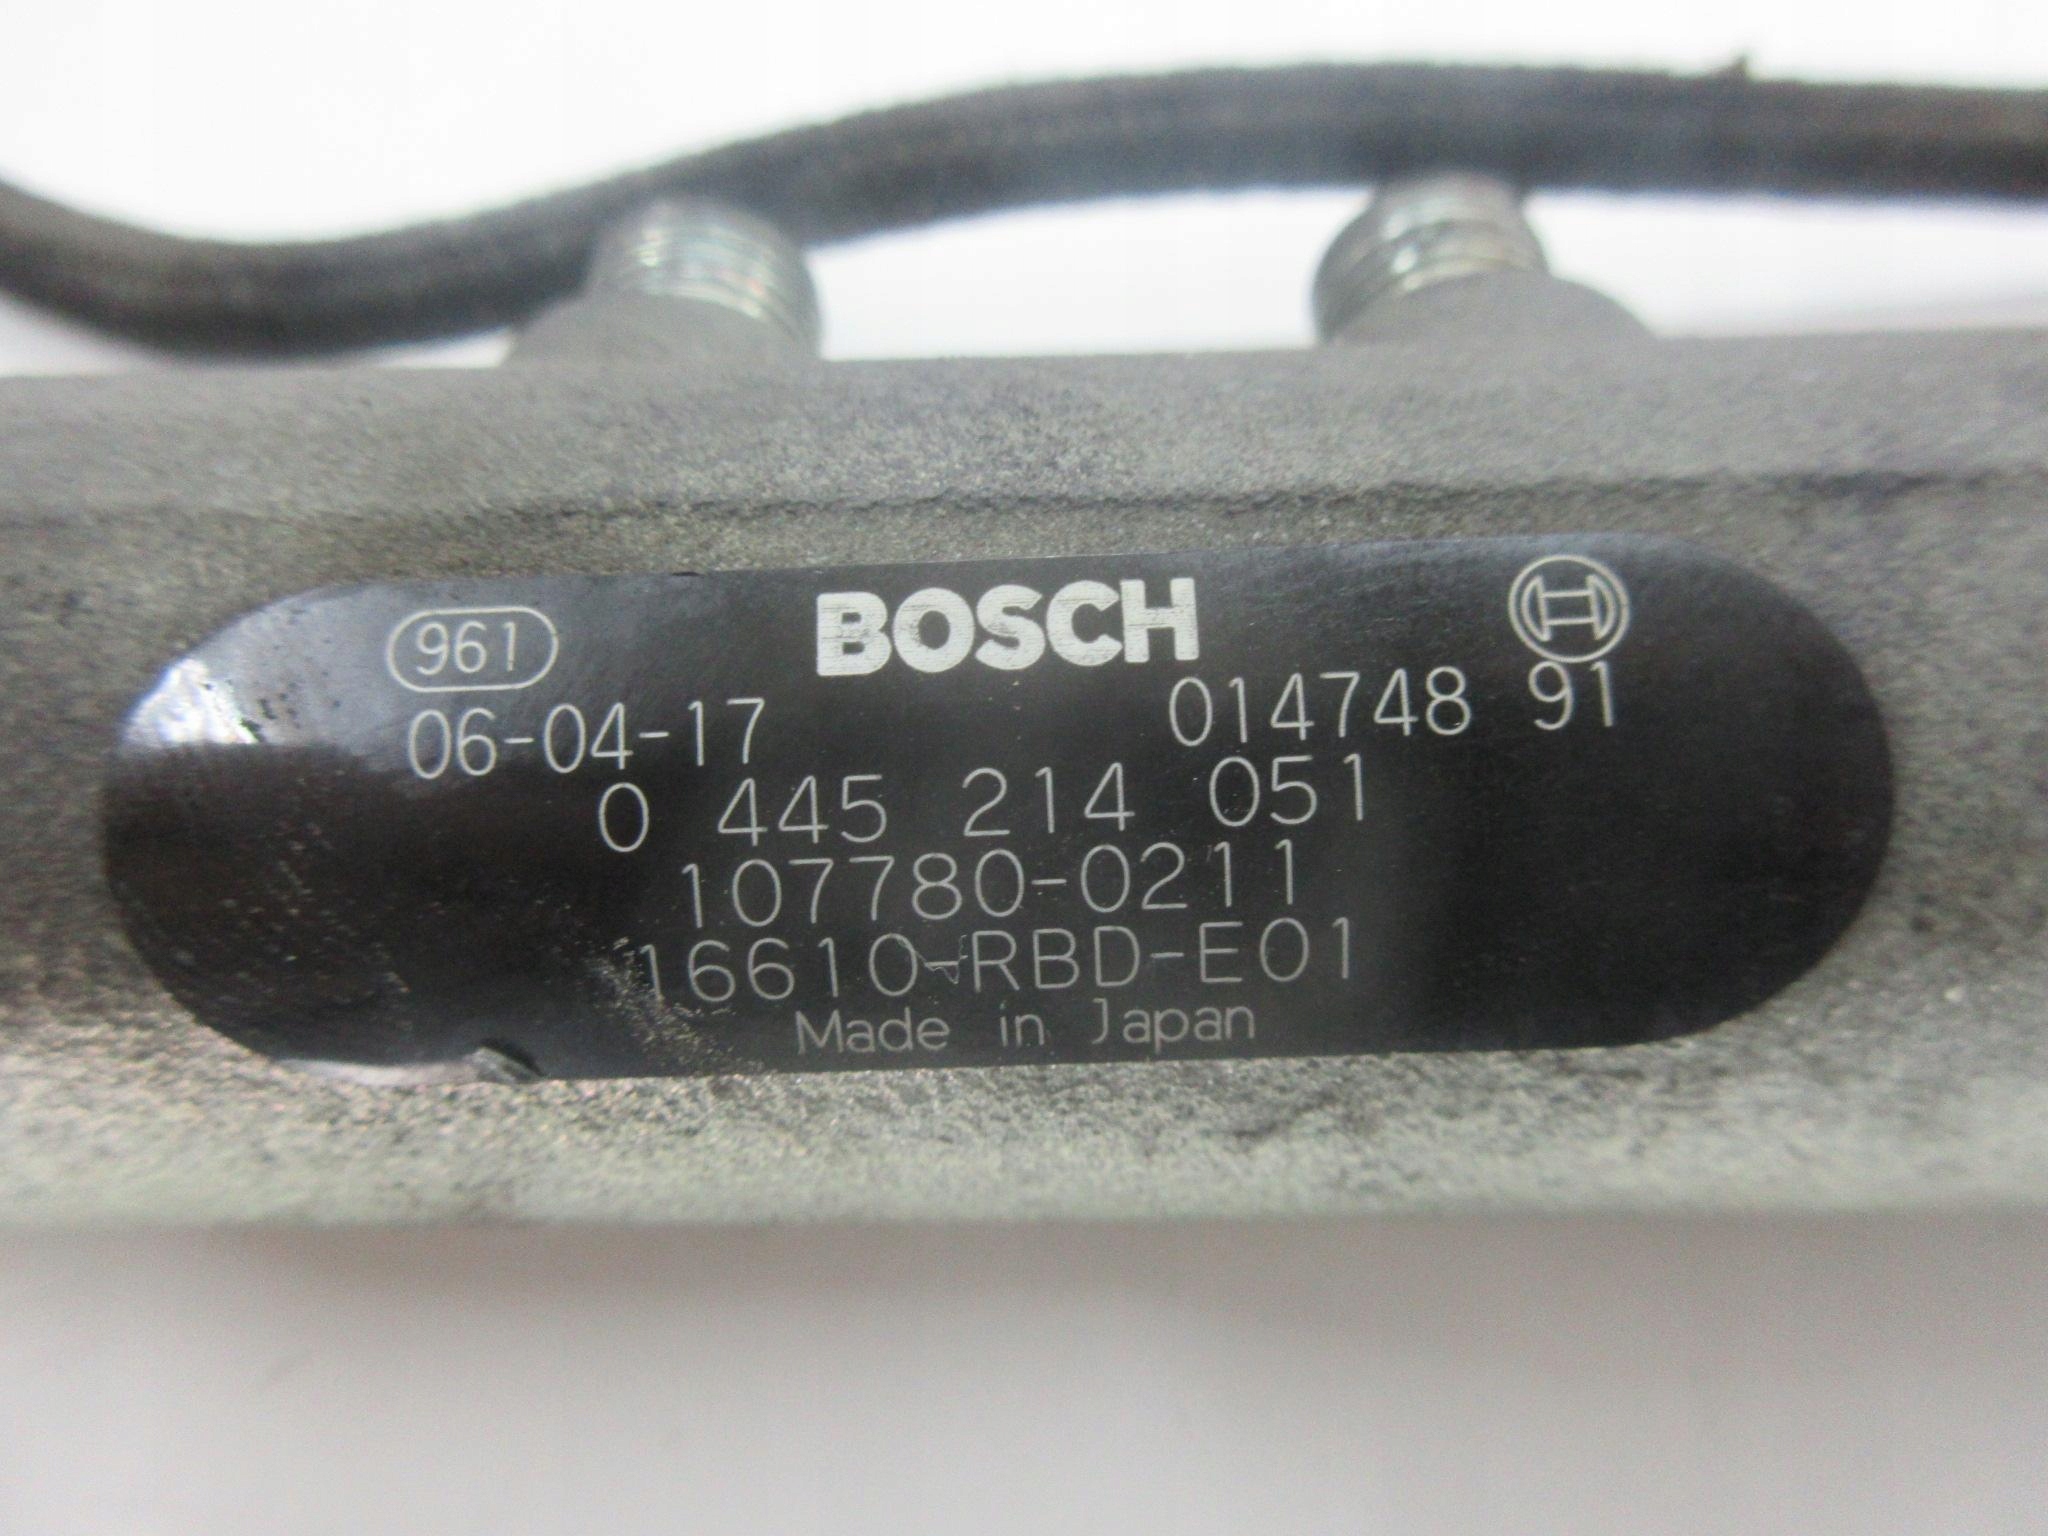 961 BOSCH
06-04-17 014748 91
0 445 214 051
107780-0211
16610-RBD-E01
Made in Japan